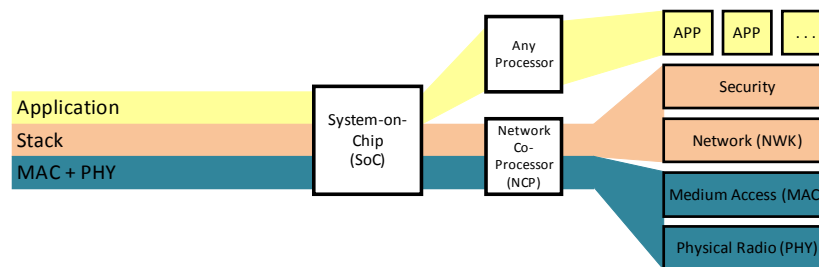 Application
Stack
MAC + PHY
System-on-
Chip
(SoC)
Any
Processor
Network
Co-
Processor
(NCP)
APP
APP
...
Security
Network (NWK)
Medium Access (MAC
Physical Radio (PHY)